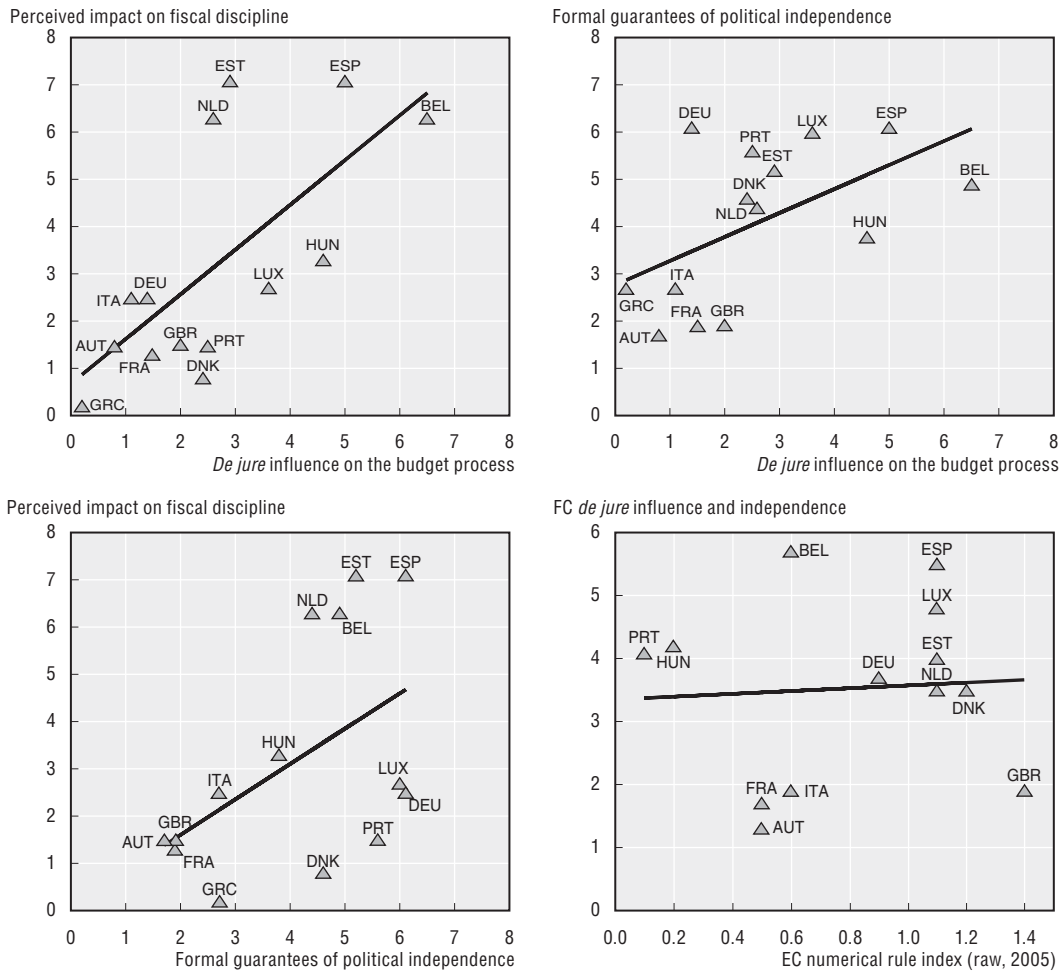 Perceived impact on fiscal discipline
8
7
6
5
4
3
2
1
0
EST
ESP
NLD
BEL
HUN
LUX
ITA
DEU
AUT
GBR
PRT
FRA
DNK
GRC
0 1 2 3 4 5 6 7 8
De jure influence on the budget process
Formal guarantees of political independence
8
7
6
5
4
3
2
1
0
DEU
LUX
ESP
PRT
EST
BEL
DNK
NLD
HUN
ITA
GRC
FRA
GBR
AUT
0 1 2 3 4 5 6 7 8
De jure influence on the budget process
Perceived impact on fiscal discipline
8
7
6
5
4
3
2
1
0
EST
ESP
NLD
BEL
HUN
ITA
LUX
DEU
GBR
AUT
FRA
PRT
DNK
GRC
0 1 2 3 4 5 6 7 8
Formal guarantees of political independence
FC de jure influence and independence
6
5
4
3
2
1
0
BEL
ESP
LUX
PRT
HUN
EST
DEU
NLD
DNK
FRA
ITA
GBR
AUT
0.0 0.2 0.4 0.6 0.8 1.0 1.2 1.4
EC numerical rule index (raw, 2005)